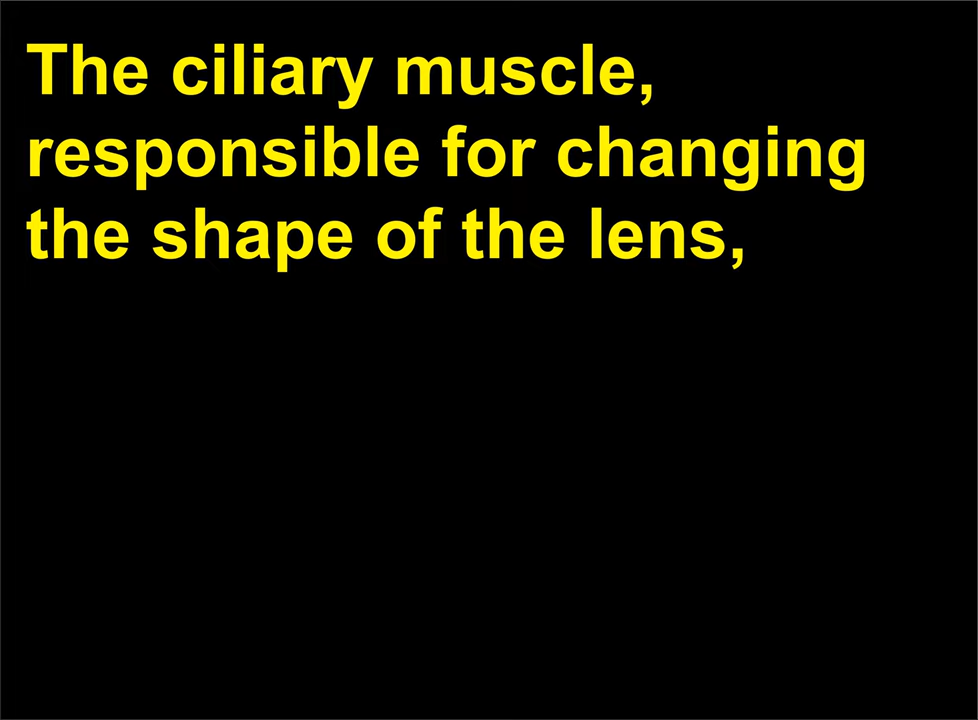 The ciliary muscle,
responsible for changing
the shape of the lens,